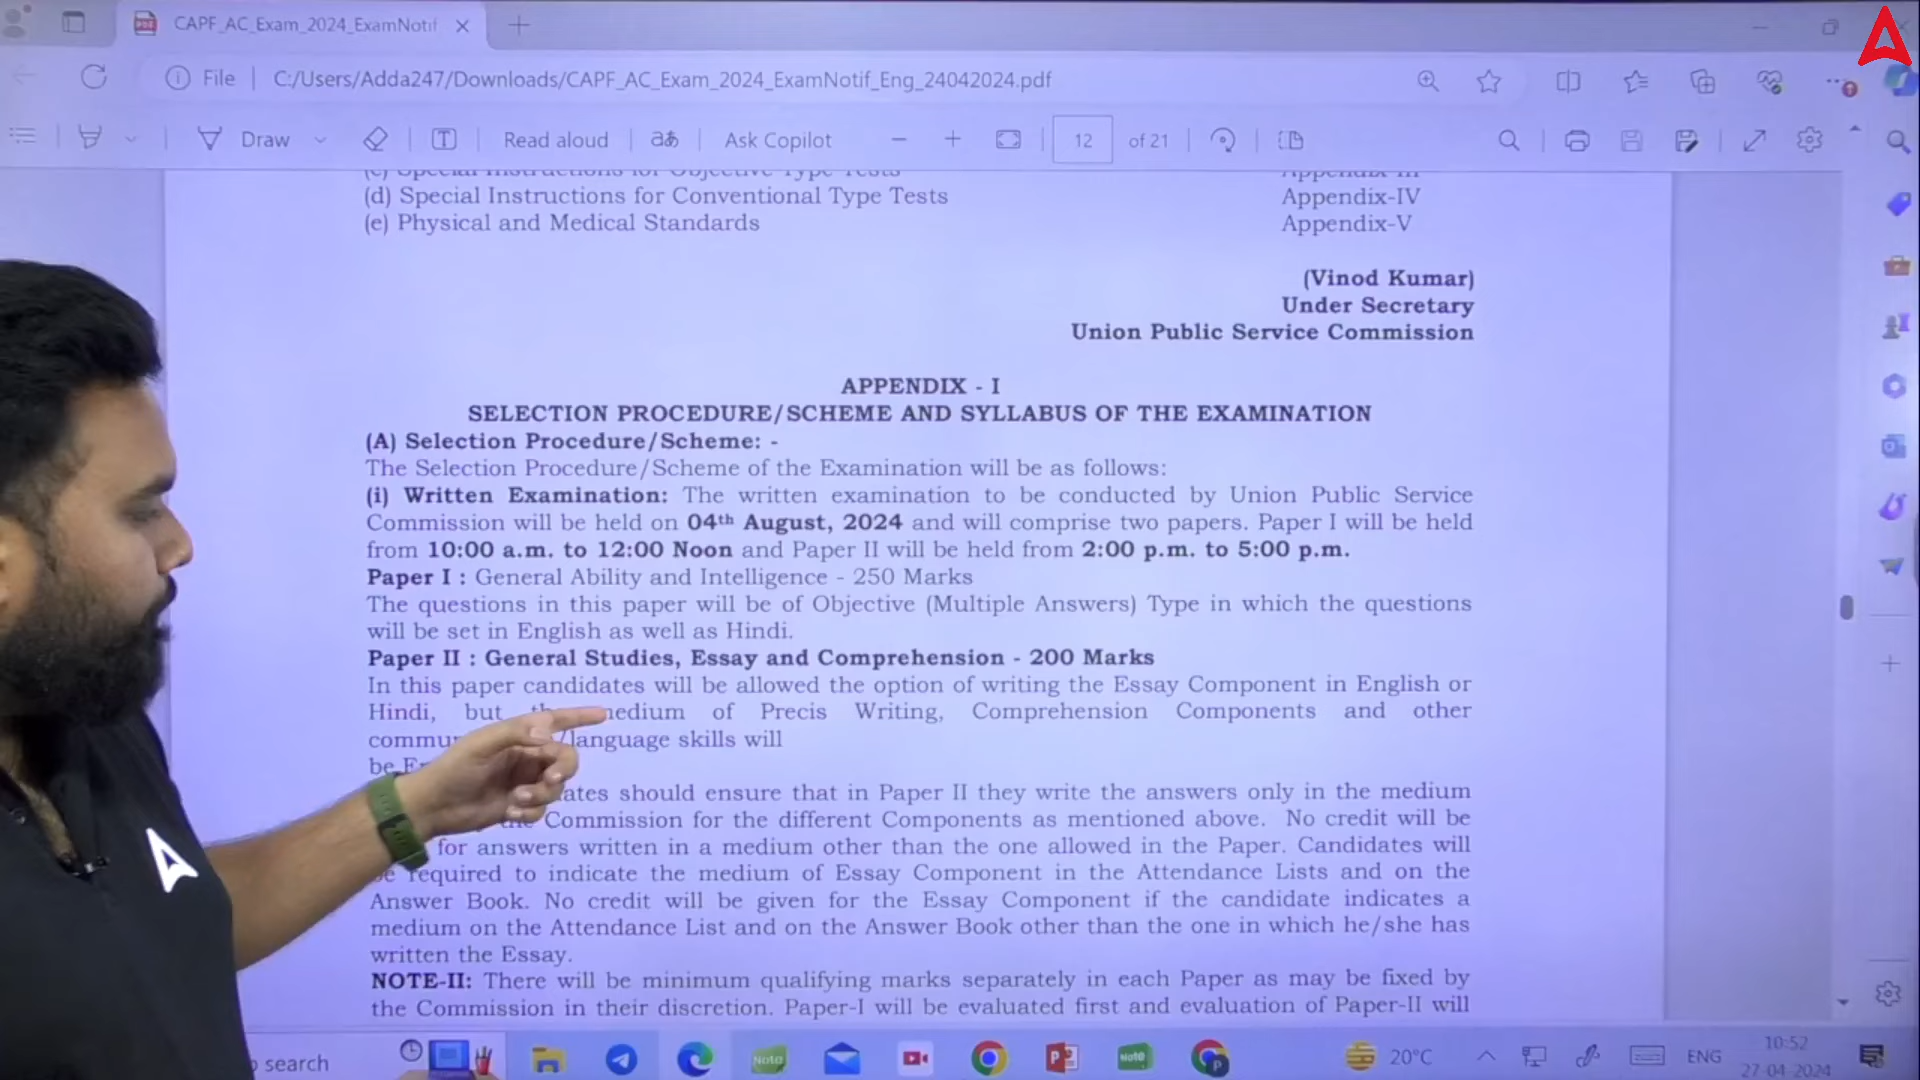 CAPF_AC_Exam_2024_ExamNotif
File
C:/Users/Adda247/Downloads/CAPF_AC_Exam_2024_ExamNotif_Eng_24042024.pdf
Draw
Read aloud
aあ
Ask Copilot
12 of 21
(c) Special Instructions for Objective Type Tests Appendix-III
(d) Special Instructions for Conventional Type Tests Appendix-IV
(e) Physical and Medical Standards Appendix-V
(Vinod Kumar)
Under Secretary
Union Public Service Commission
APPENDIX - I
SELECTION PROCEDURE/SCHEME AND SYLLABUS OF THE EXAMINATION
(A) Selection Procedure/Scheme: -
The Selection Procedure/Scheme of the Examination will be as follows:
(i) Written Examination: The written examination to be conducted by Union Public Service
Commission will be held on 04th August, 2024 and will comprise two papers. Paper I will be held
from 10:00 a.m. to 12:00 Noon and Paper II will be held from 2:00 p.m. to 5:00 p.m.
Paper I : General Ability and Intelligence - 250 Marks
The questions in this paper will be of Objective (Multiple Answers) Type in which the questions
will be set in English as well as Hindi.
Paper II : General Studies, Essay and Comprehension - 200 Marks
In this paper candidates will be allowed the option of writing the Essay Component in English or
Hindi, but medium of Precis Writing, Comprehension Components and other
/language skills will
be
should ensure that in Paper II they write the answers only in the medium
the Commission for the different Components as mentioned above. No credit will be
for answers written in a medium other than the one allowed in the Paper. Candidates will
be required to indicate the medium of Essay Component in the Attendance Lists and on the
Answer Book. No credit will be given for the Essay Component if the candidate indicates a
medium on the Attendance List and on the Answer Book other than the one in which he/she has
written the Essay.
NOTE-II: There will be minimum qualifying marks separately in each Paper as may be fixed by
the Commission in their discretion. Paper-I will be evaluated first and evaluation of Paper-II will
search
Note
Note
20°C
ENG
10:52
27-04-2024